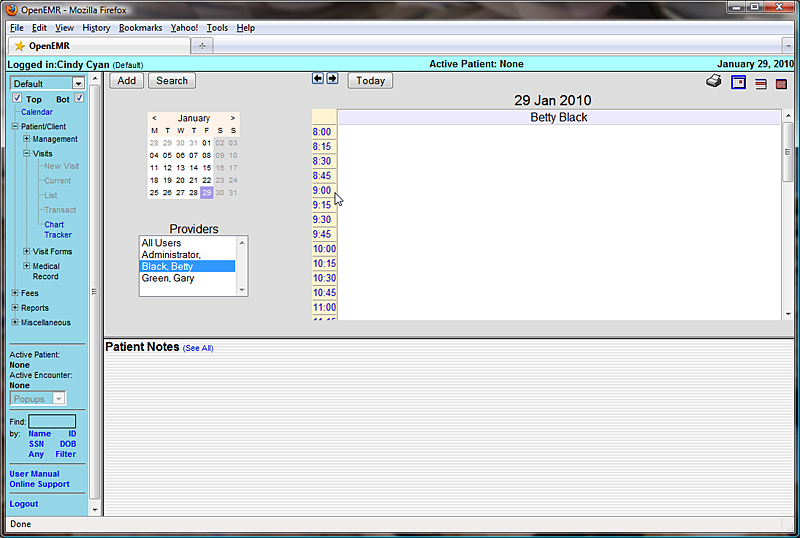 OpenEMR - Mozilla Firefox
File Edit View History Bookmarks Yahoo! Tools Help
OpenEMR
Logged in:Cindy Cyan (Default) Active Patient: None January 29, 2010
Default
Top Bot
Calendar
Patient/Client
Management
Visits
New Visit
Current
List
Transact
Chart
Tracker
Visit Forms
Medical
Record
Fees
Reports
Miscellaneous
Active Patient:
None
Active Encounter:
None
Popups
Find:
by: Name ID
SSN DOB
Any Filter
User Manual
Online Support
Logout
Add Search
< January >
M T W T F S S
28 29 30 31 01 02 03
04 05 06 07 08 09 10
11 12 13 14 15 16 17
18 19 20 21 22 23 24
25 26 27 28 29 30 31
Providers
All Users
Administrator,
Black, Betty
Green, Gary
Today
29 Jan 2010
Betty Black
8:00
8:15
8:30
8:45
9:00
9:15
9:30
9:45
10:00
10:15
10:30
10:45
11:00
11:15
Patient Notes (See All)
Done